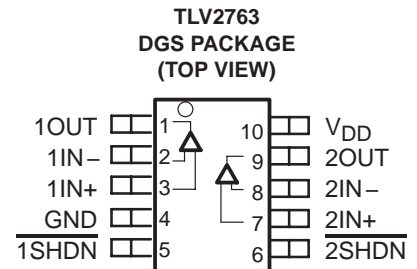 TLV2763
DGS PACKAGE
(TOP VIEW)
1OUT 1 10 VDD
1IN− 2 9 2OUT
1IN+ 3 8 2IN−
GND 4 7 2IN+
1SHDN 5 6 2SHDN